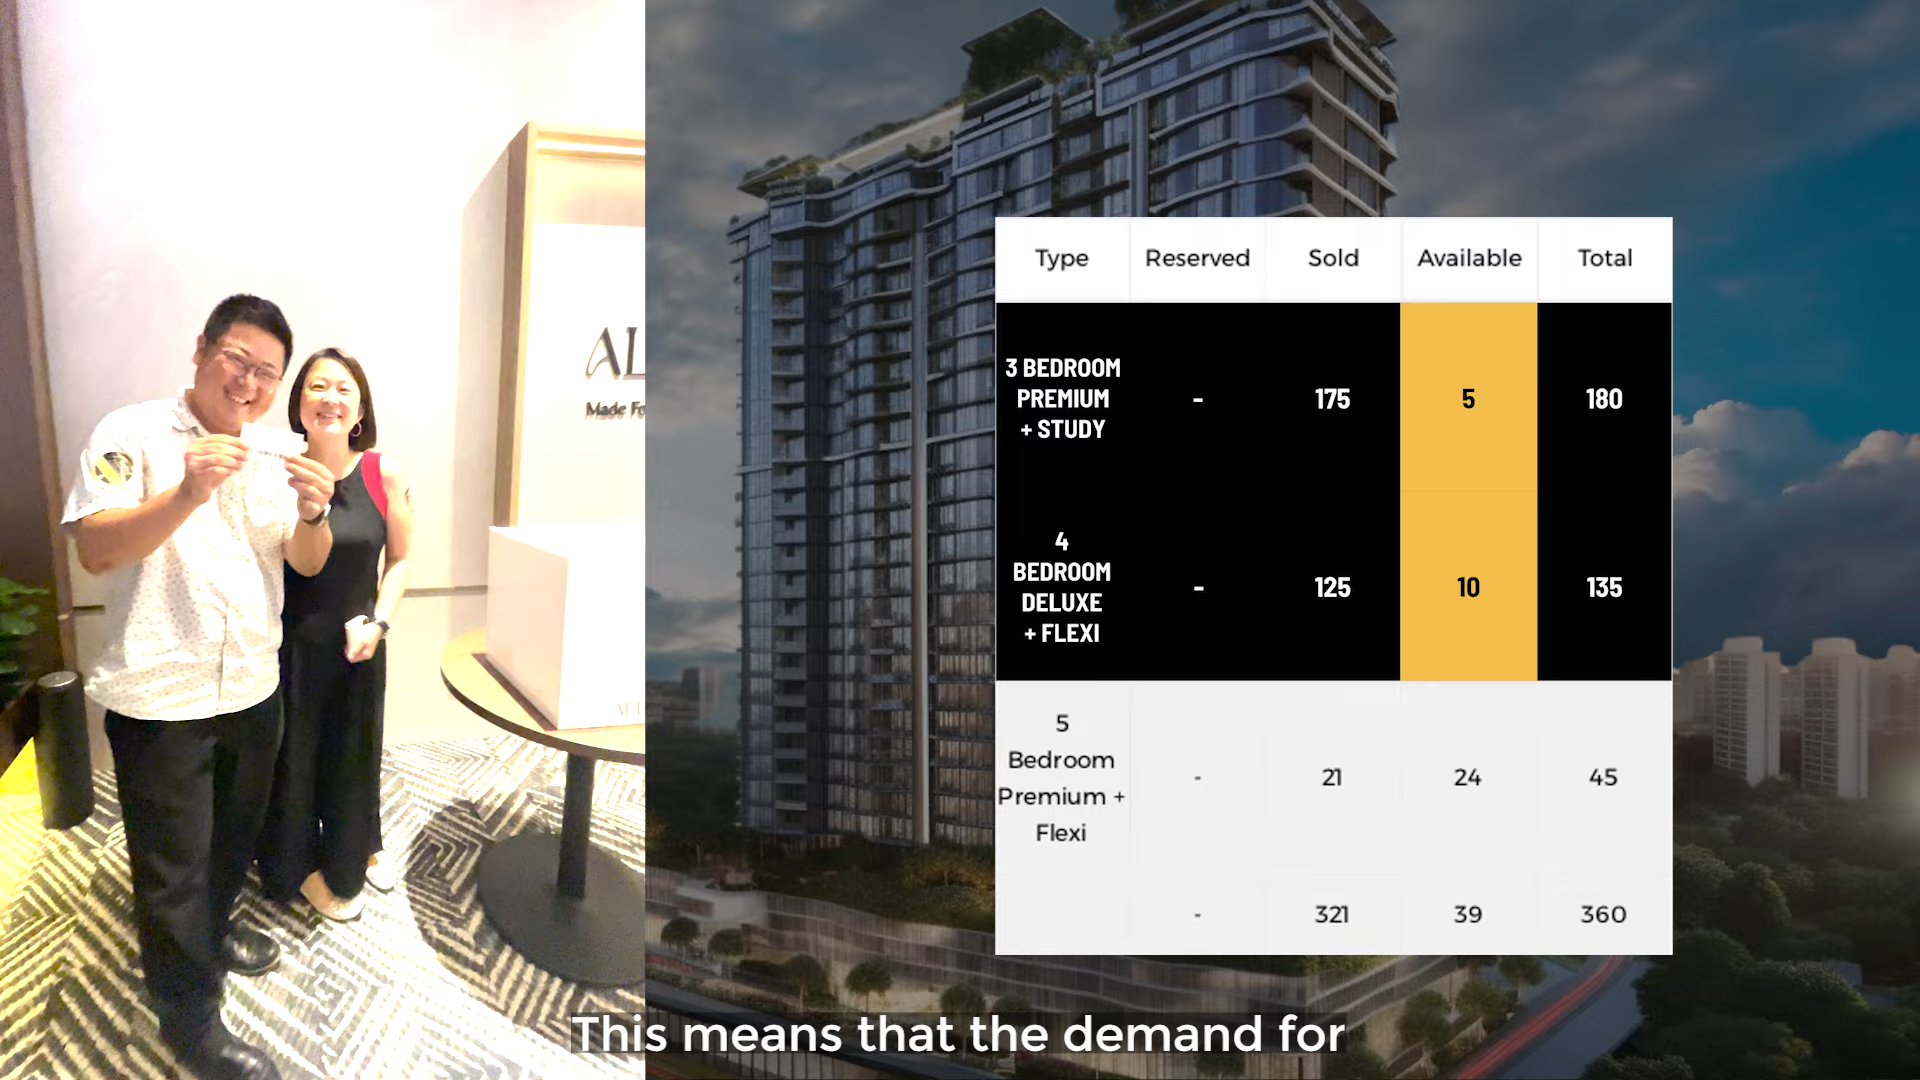 AL
Made Fo
Type Reserved Sold Available Total
3 BEDROOM
PREMIUM
+ STUDY
- 175 5 180
4
BEDROOM
DELUXE
+ FLEXI
- 125 10 135
5
Bedroom
Premium +
Flexi
- 21 24 45
- 321 39 360
This means that the demand for